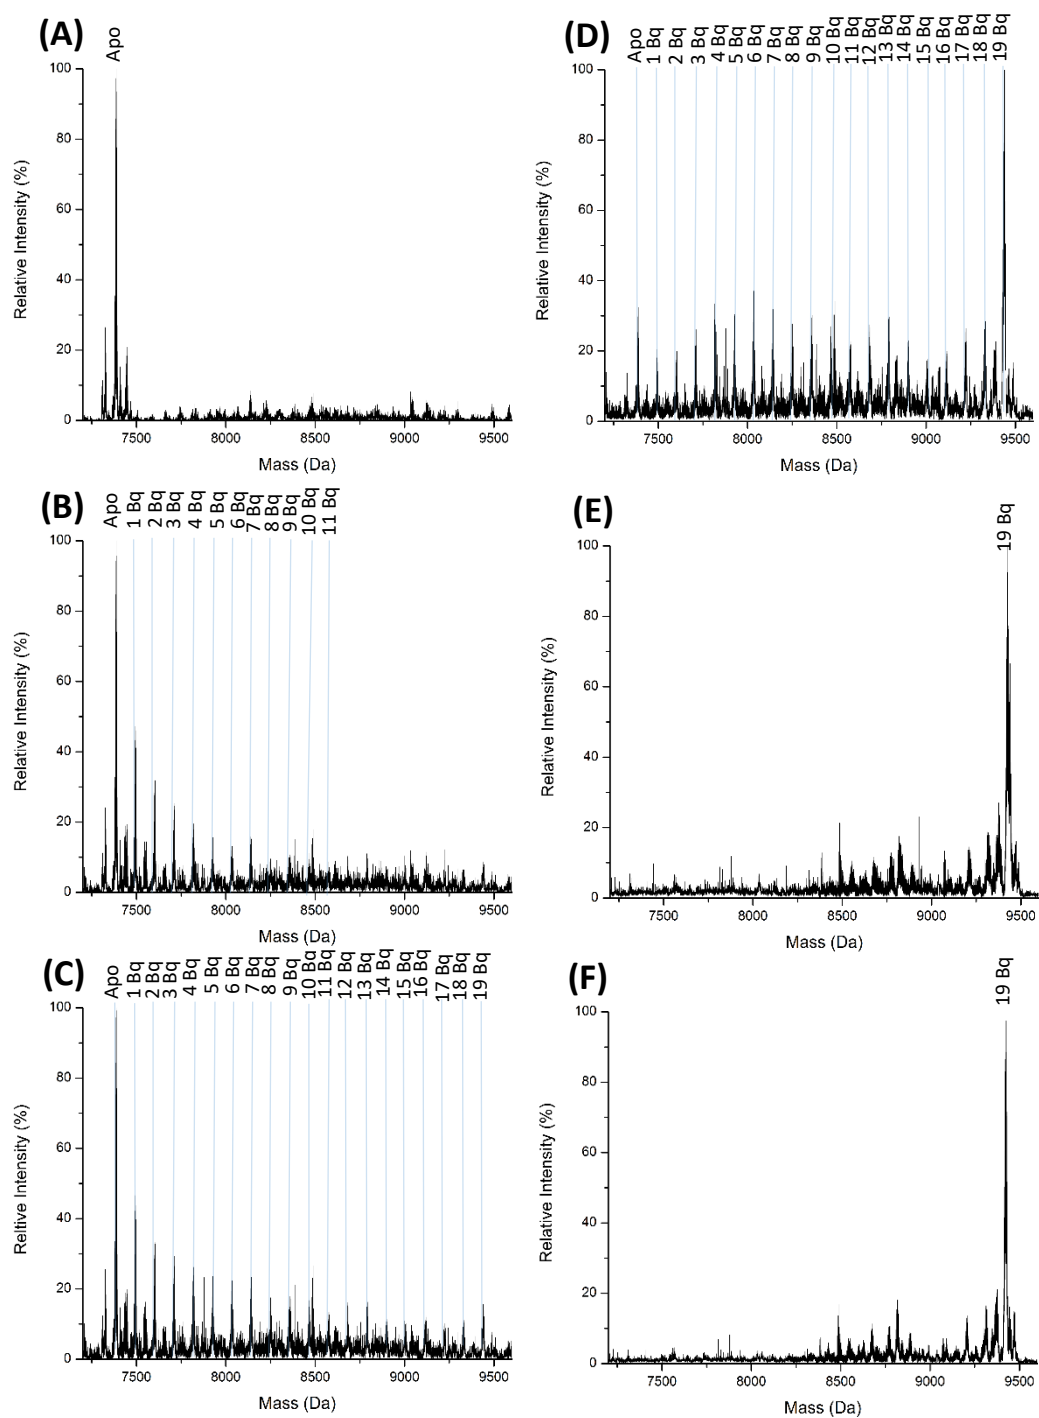 (A)
Apo
100
80
60
40
20
0
Relative Intensity (%)
7500 8000 8500 9000 9500
Mass (Da)
(B)
Apo 1 Bq 2 Bq 3 Bq 4 Bq 5 Bq 6 Bq 7 Bq 8 Bq 9 Bq 10 Bq 11 Bq
100
80
60
40
20
0
Relative Intensity (%)
7500 8000 8500 9000 9500
Mass (Da)
(C)
Apo 1 Bq 2 Bq 3 Bq 4 Bq 5 Bq 6 Bq 7 Bq 8 Bq 9 Bq 10 Bq 11 Bq 12 Bq 13 Bq 14 Bq 15 Bq 16 Bq 17 Bq 18 Bq 19 Bq
100
80
60
40
20
0
Reltive Intensity (%)
7500 8000 8500 9000 9500
Mass (Da)
(D)
Apo 1 Bq 2 Bq 3 Bq 4 Bq 5 Bq 6 Bq 7 Bq 8 Bq 9 Bq 10 Bq 11 Bq 12 Bq 13 Bq 14 Bq 15 Bq 16 Bq 17 Bq 18 Bq 19 Bq
100
80
60
40
20
0
Relative Intensity (%)
7500 8000 8500 9000 9500
Mass (Da)
(E)
19 Bq
100
80
60
40
20
0
Relative Intensity (%)
7500 8000 8500 9000 9500
Mass (Da)
(F)
19 Bq
100
80
60
40
20
0
Relative Intensity (%)
7500 8000 8500 9000 9500
Mass (Da)